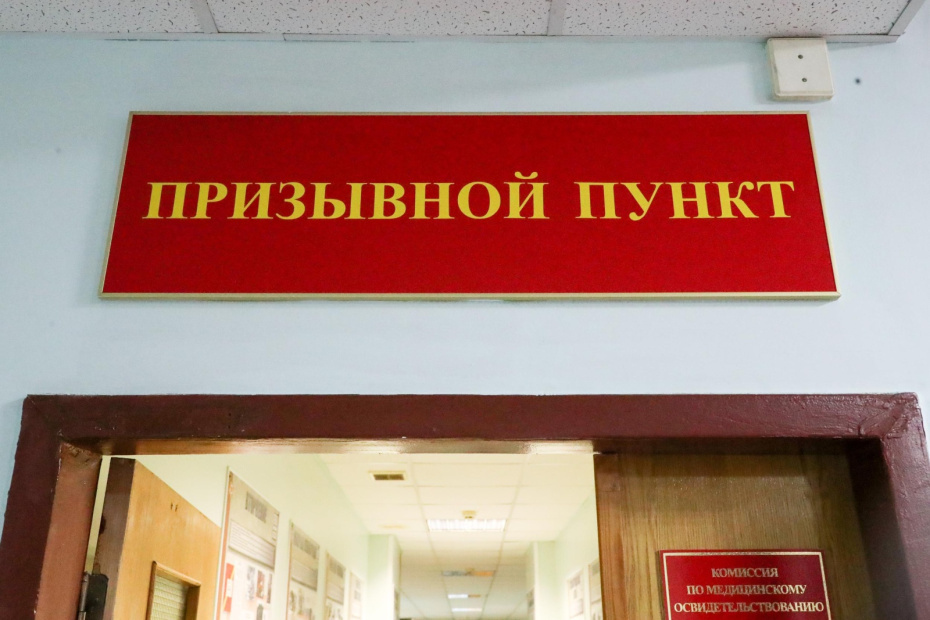 ПРИЗЫВНОЙ ПУНКТ
КОМИССИЯ
ПО МЕДИЦИНСКОМУ
ОСВИДЕТЕЛЬСТВОВАНИЮ